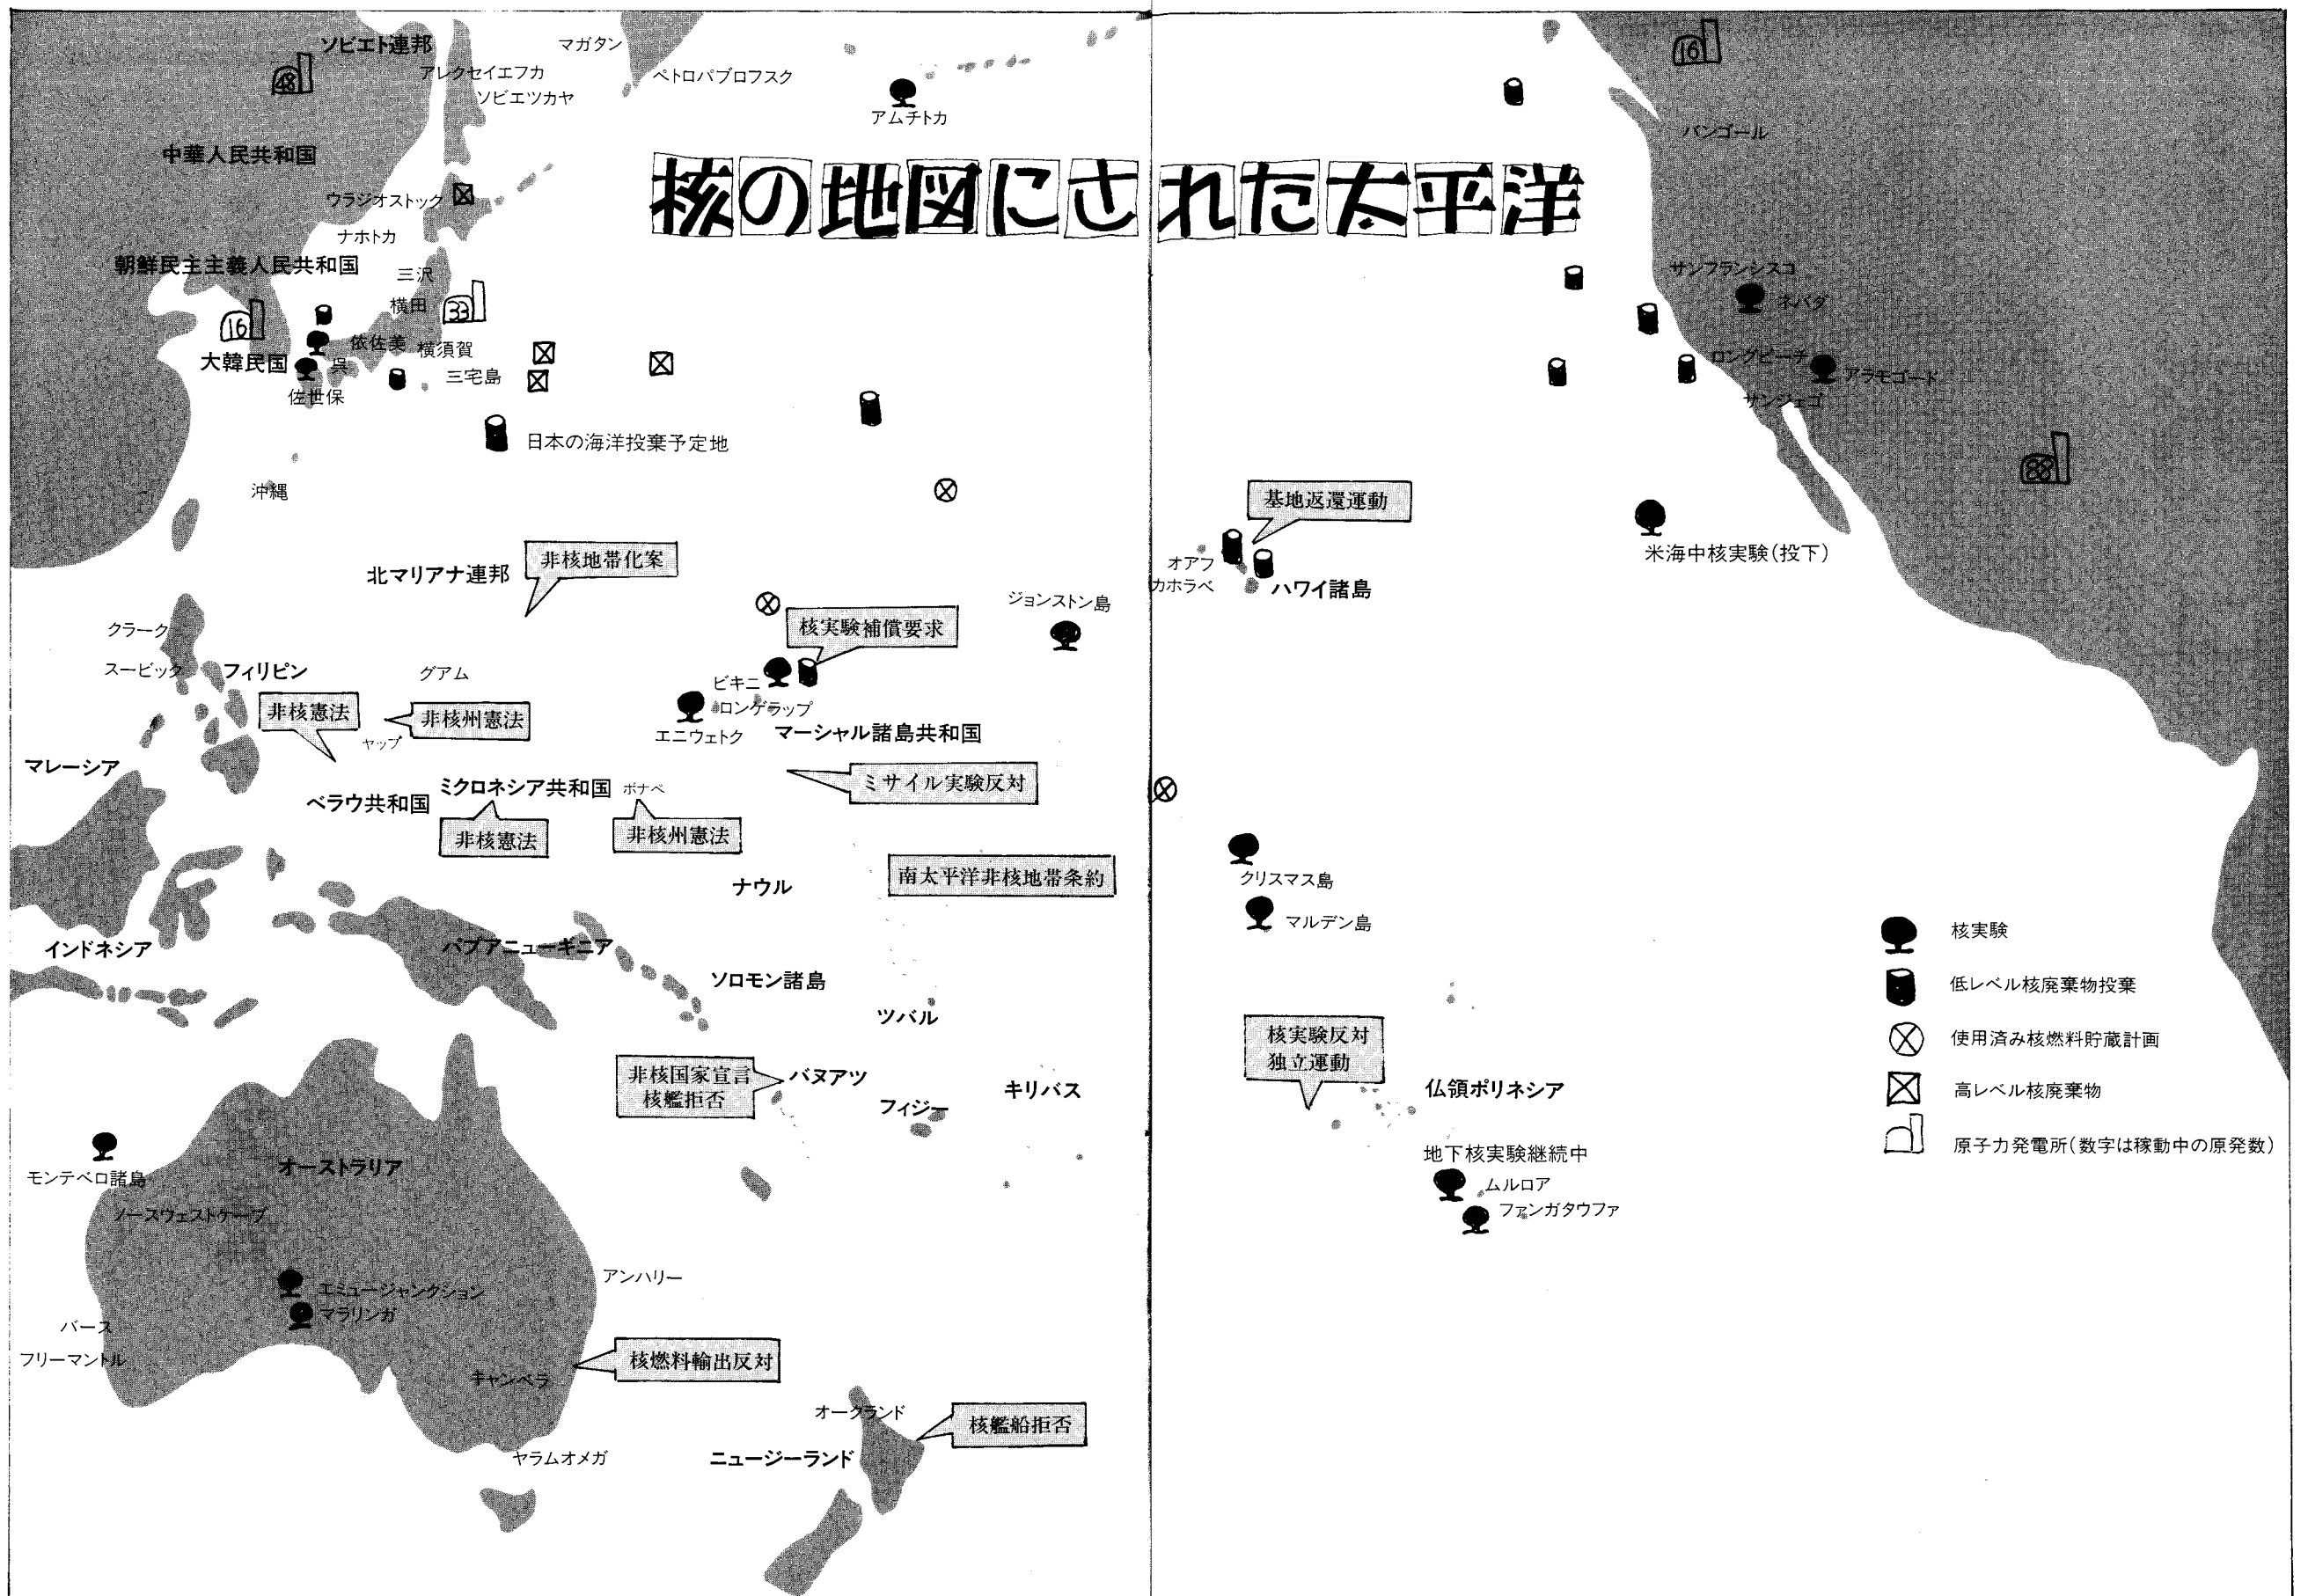 核の地図にされた太平洋
ソビエト連邦
48
マガタン
アレクセイエフカ
ソビエツカヤ
ペトロパブロフスク
アムチトカ
16
バンゴール
中華人民共和国
ウラジオストック
ナホトカ
朝鮮民主主義人民共和国
三沢
横田
33
16
依佐美
横須賀
大韓民国
呉
三宅島
佐世保
日本の海洋投棄予定地
沖縄
サンフランシスコ
ネバダ
ロングビーチ
アラモゴード
サンジェゴ
88
米海中核実験(投下)
基地返還運動
オアフ
カホラベ
ハワイ諸島
北マリアナ連邦
非核地帯化案
ジョンストン島
核実験補償要求
クラーク
スービック
フィリピン
グアム
ビキニ
ロンゲラップ
エニウェトク
マーシャル諸島共和国
非核憲法
非核州憲法
ヤップ
マレーシア
ベラウ共和国
ミクロネシア共和国
ポナペ
ミサイル実験反対
非核憲法
非核州憲法
ナウル
南太平洋非核地帯条約
クリスマス島
マルデン島
インドネシア
パプアニューギニア
ソロモン諸島
ツバル
非核国家宣言
核艦拒否
バヌアツ
フィジー
キリバス
核実験反対
独立運動
仏領ポリネシア
地下核実験継続中
ムルロア
ファンガタウファ
核実験
低レベル核廃棄物投棄
使用済み核燃料貯蔵計画
高レベル核廃棄物
原子力発電所(数字は稼動中の原発数)
モンテベロ諸島
オーストラリア
ノースウェストケープ
エミュージャンクション
マラリンガ
アンハリー
パース
フリーマントル
キャンベラ
核燃料輸出反対
ヤラムオメガ
オークランド
核艦船拒否
ニュージーランド